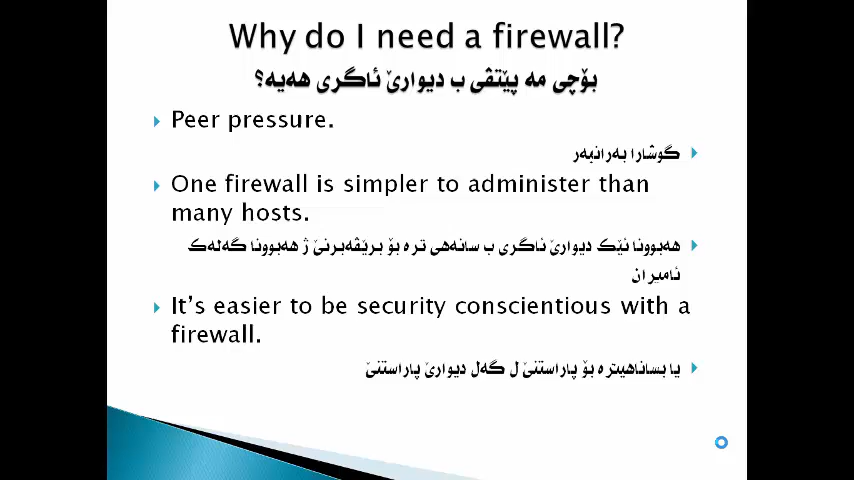 Why do I need a firewall?
بۆچی مە پێتڤی ب دیوارێ ئاگری هەیە؟
Peer pressure.
گوشارا بەرانبەر
One firewall is simpler to administer than
many hosts.
هەبوونا ئێک دیوارێ ئاگری ب سانەهی ترە بۆ برێڤەبرنێ ژ هەبوونا گەلەک
ئامیران
It's easier to be security conscientious with a
firewall.
یا بساناهیترە بۆ پاراستنێ ل گەل دیوارێ پاراستنێ